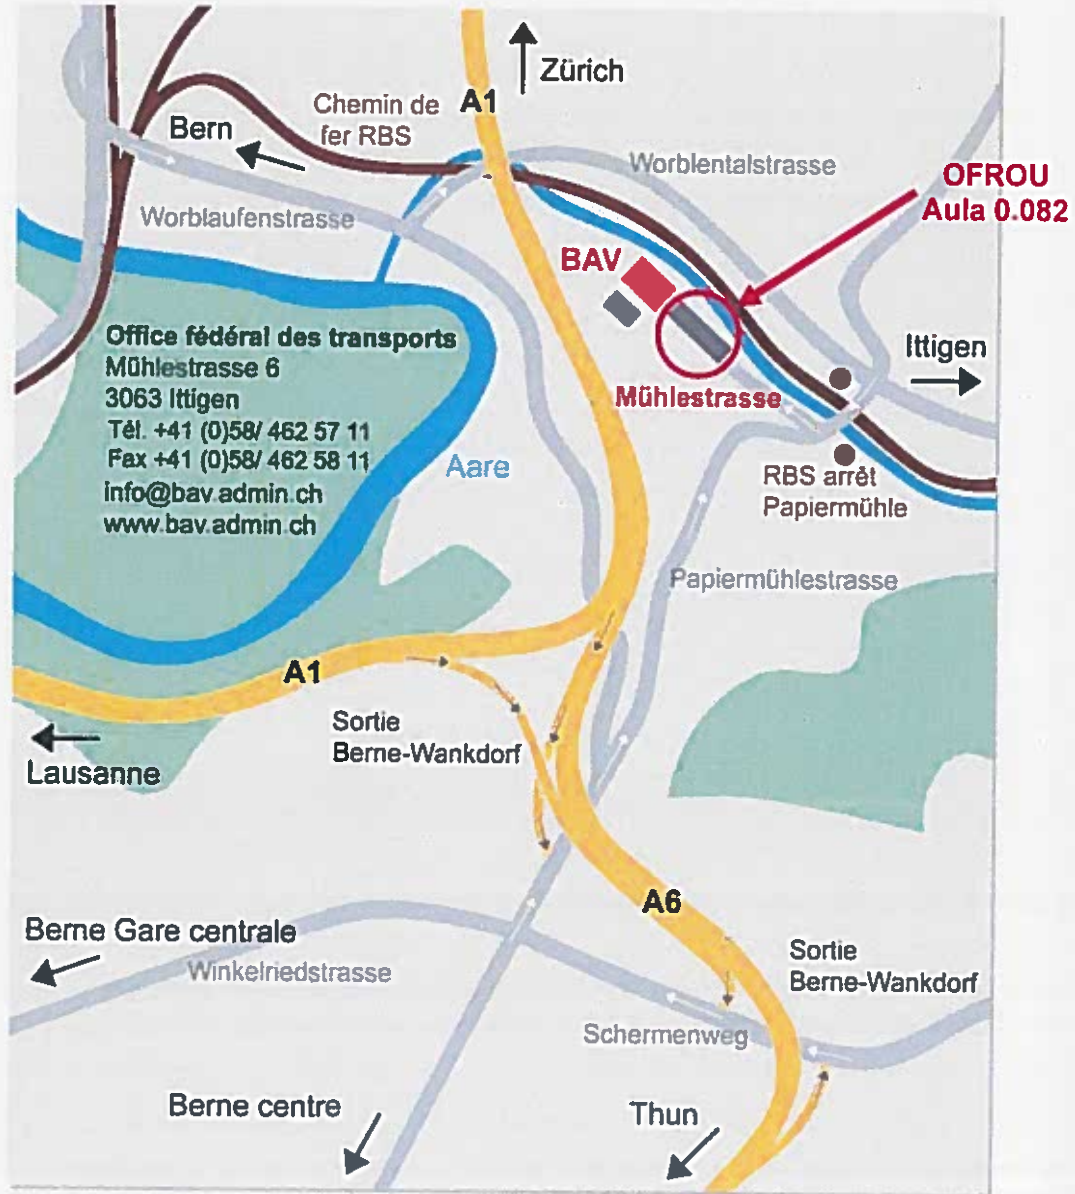 Zürich
A1
Chemin de
fer RBS
Bern
Worblentalstrasse
OFROU
Aula 0.082
Worblaufenstrasse
BAV
Office fédéral des transports
Mühlestrasse 6
3063 Ittigen
Tél. +41 (0)58/ 462 57 11
Fax +41 (0)58/ 462 58 11
info@bav.admin.ch
www.bav.admin.ch
Ittigen
Mühlestrasse
Aare
RBS arrêt
Papiermühle
Papiermühlestrasse
A1
Sortie
Berne-Wankdorf
Lausanne
A6
Berne Gare centrale
Winkelriedstrasse
Sortie
Berne-Wankdorf
Schermenweg
Berne centre
Thun